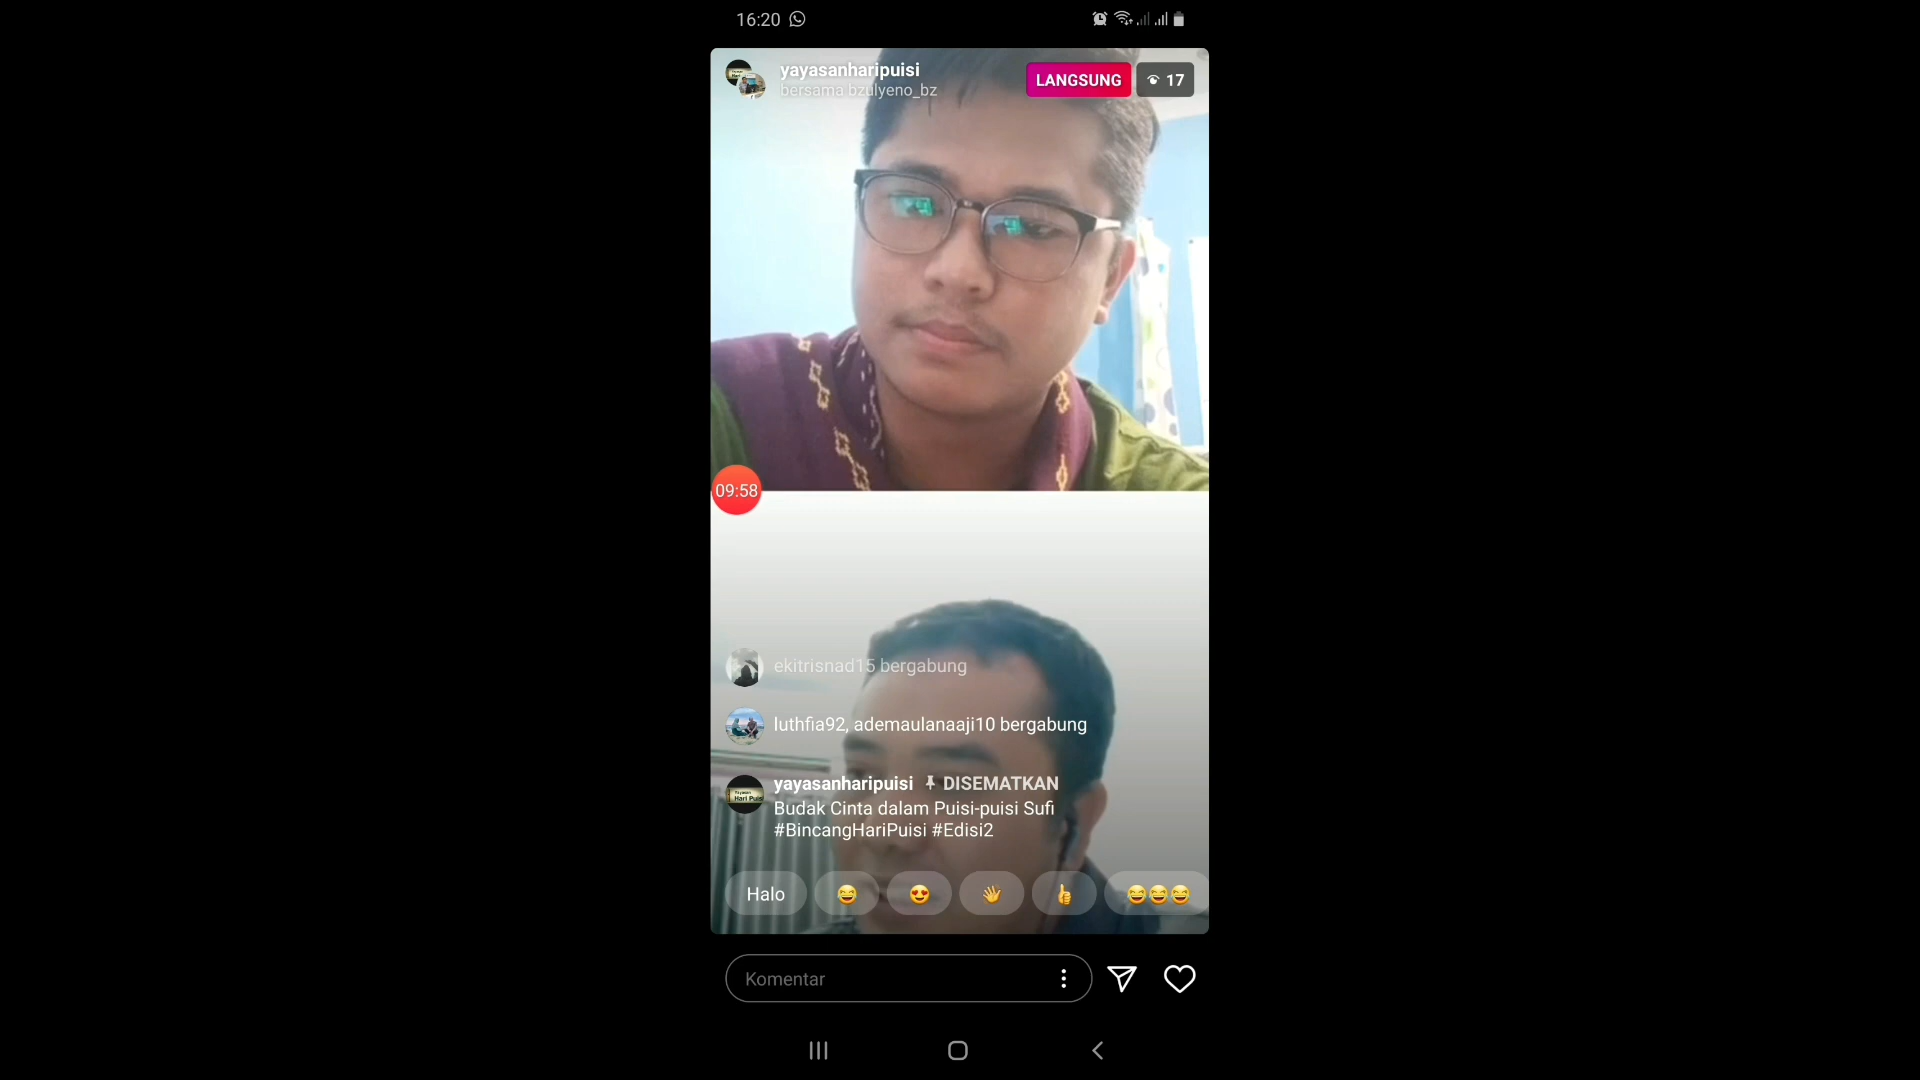 16:20
yayasanharipuisi
bersama bzulyeno_bz
LANGSUNG
17
09:58
ekitrisnad15 bergabung
luthfia92, ademaulanaaji10 bergabung
yayasanharipuisi DISEMATKAN
Budak Cinta dalam Puisi-puisi Sufi
#BincangHariPuisi #Edisi2
Halo
Komentar